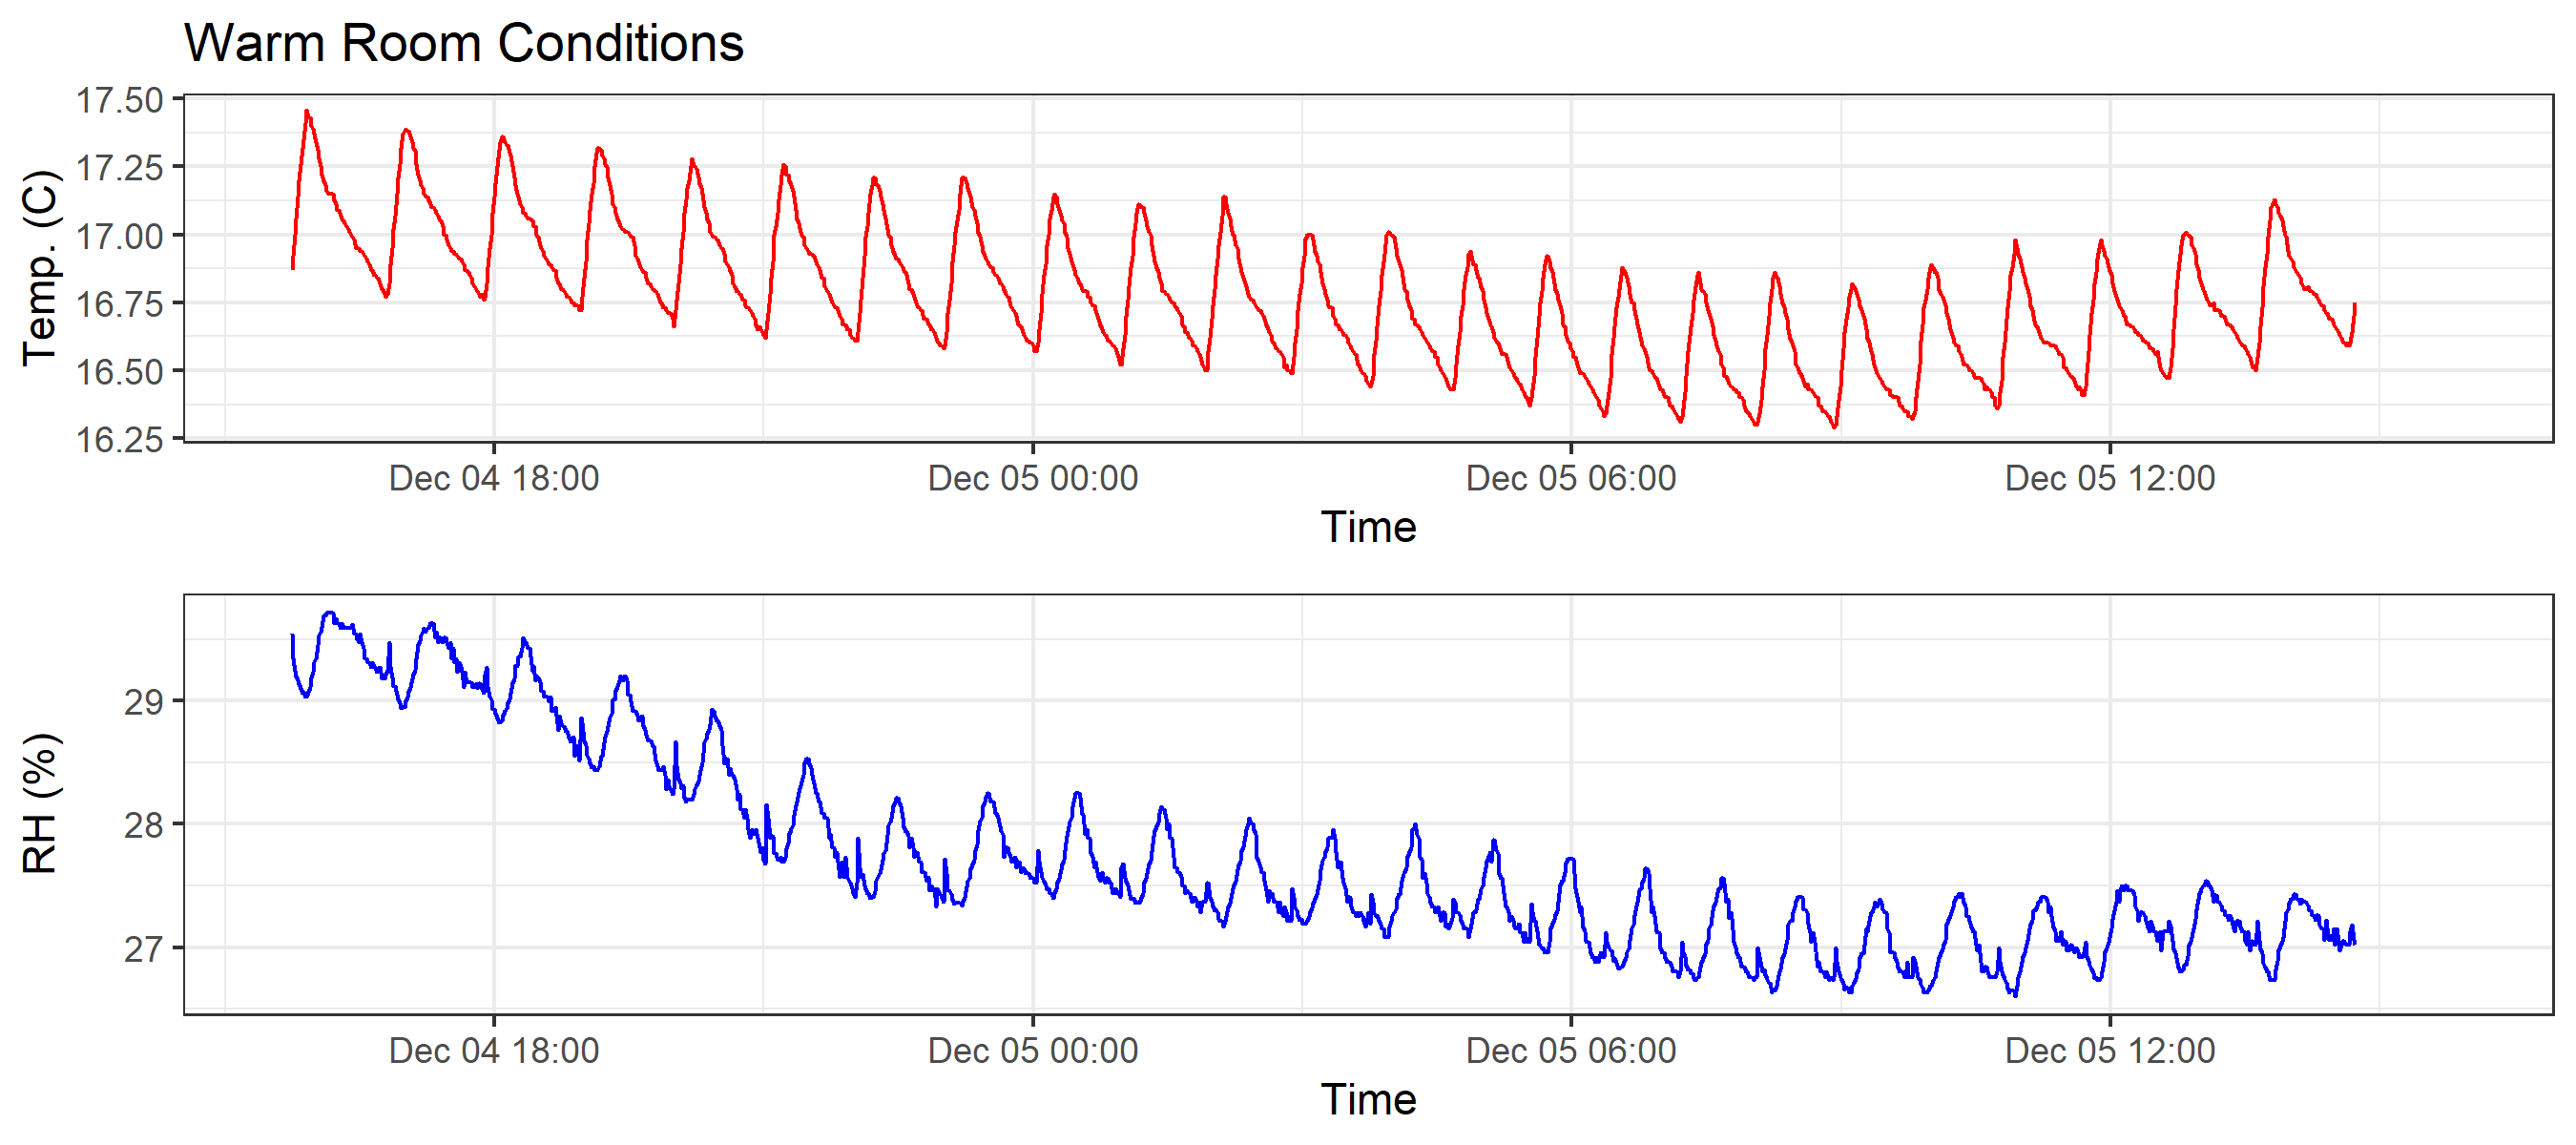 Warm Room Conditions
17.50
17.25
17.00
16.75
16.50
16.25
Temp. (C)
Dec 04 18:00 Dec 05 00:00 Dec 05 06:00 Dec 05 12:00
Time
29
28
27
RH (%)
Dec 04 18:00 Dec 05 00:00 Dec 05 06:00 Dec 05 12:00
Time